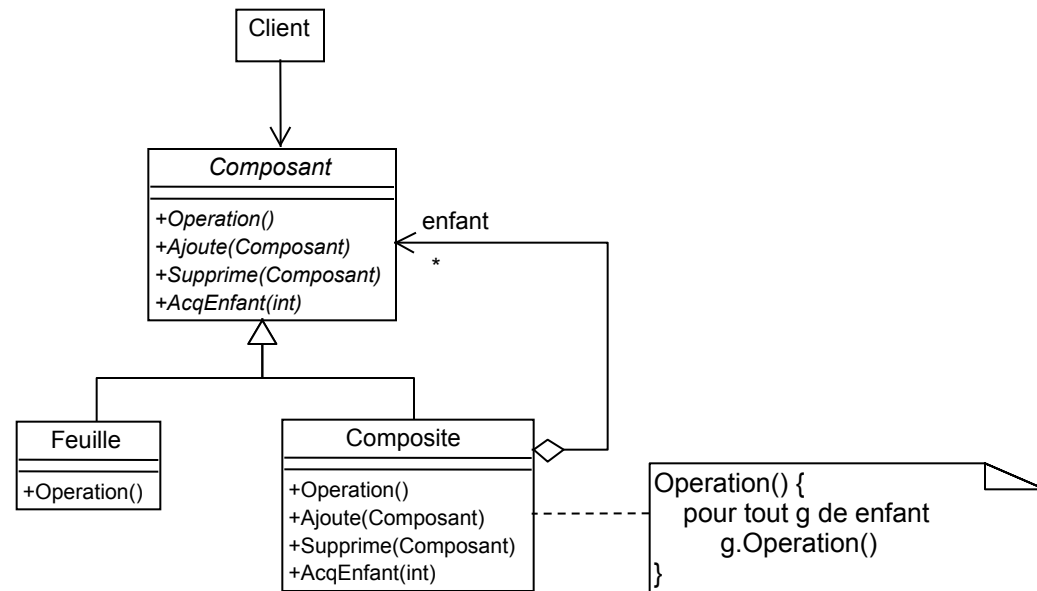 Client
Composant
+Operation()
+Ajoute(Composant)
+Supprime(Composant)
+AcqEnfant(int)
enfant
*
Feuille
+Operation()
Composite
+Operation()
+Ajoute(Composant)
+Supprime(Composant)
+AcqEnfant(int)
Operation() {
pour tout g de enfant
g.Operation()
}